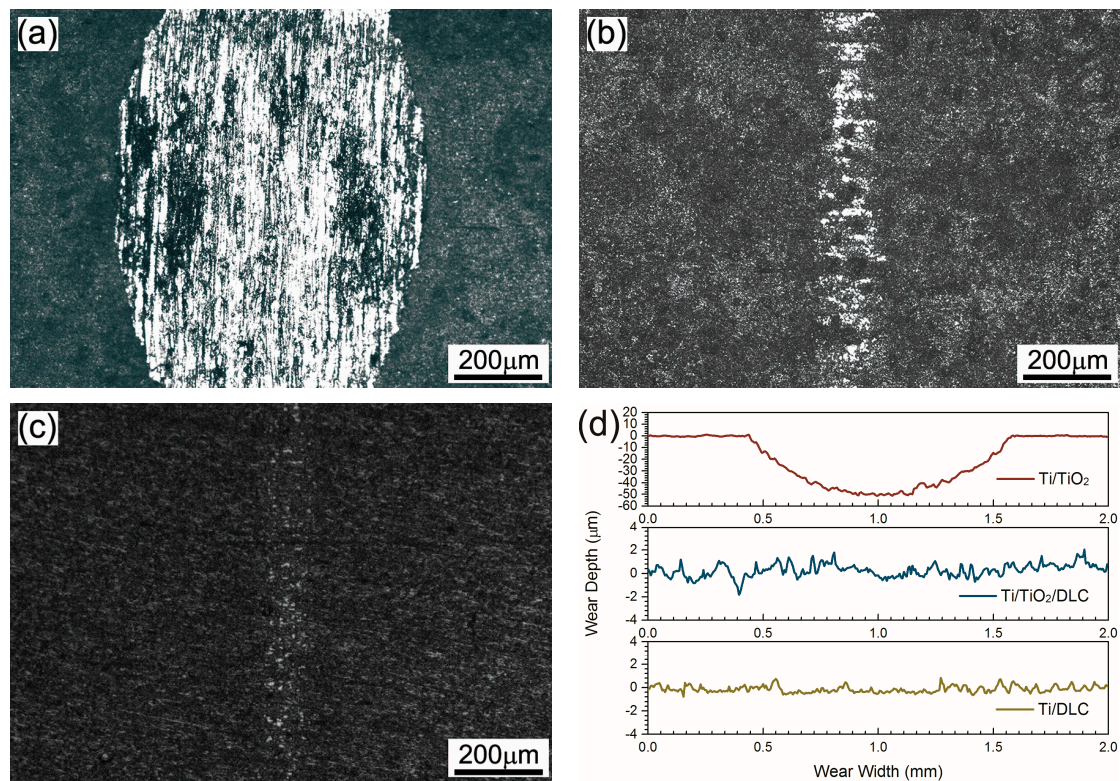 (a)
200μm
(b)
200μm
(c)
200μm
(d)
Wear Depth (μm)
20
10
0
-10
-20
-30
-40
-50
-60
Ti/TiO₂
0.0 0.5 1.0 1.5 2.0
4
2
0
-2
-4
Ti/TiO₂/DLC
0.0 0.5 1.0 1.5 2.0
4
2
0
-2
-4
Ti/DLC
0.0 0.5 1.0 1.5 2.0
Wear Width (mm)